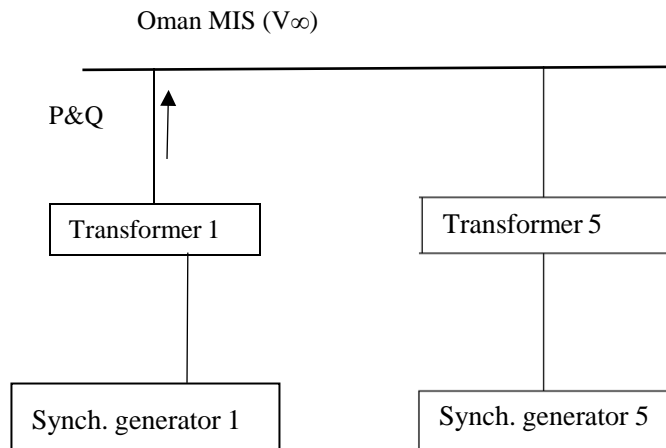 Oman MIS (V∞)
P&Q
Transformer 1
Transformer 5
Synch. generator 1
Synch. generator 5